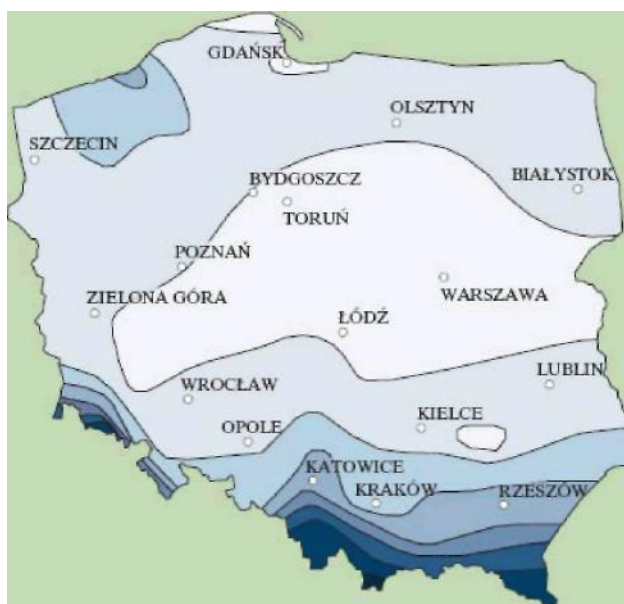 GDAŃSK
OLSZTYN
SZCZECIN
BIAŁYSTOK
BYDGOSZCZ
TORUŃ
POZNAŃ
WARSZAWA
ZIELONA GÓRA
ŁÓDŹ
LUBLIN
WROCŁAW
KIELCE
OPOLE
KATOWICE
KRAKÓW
RZESZÓW